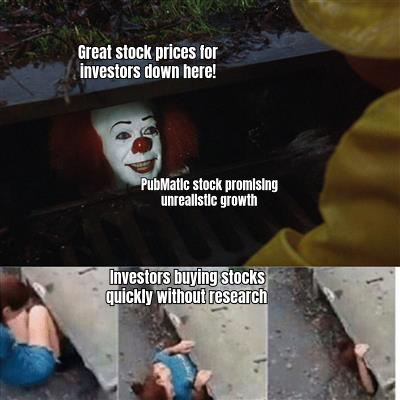 Great stock prices for
investors down here!
PubMatic stock promising
unrealistic growth
Investors buying stocks
quickly without research